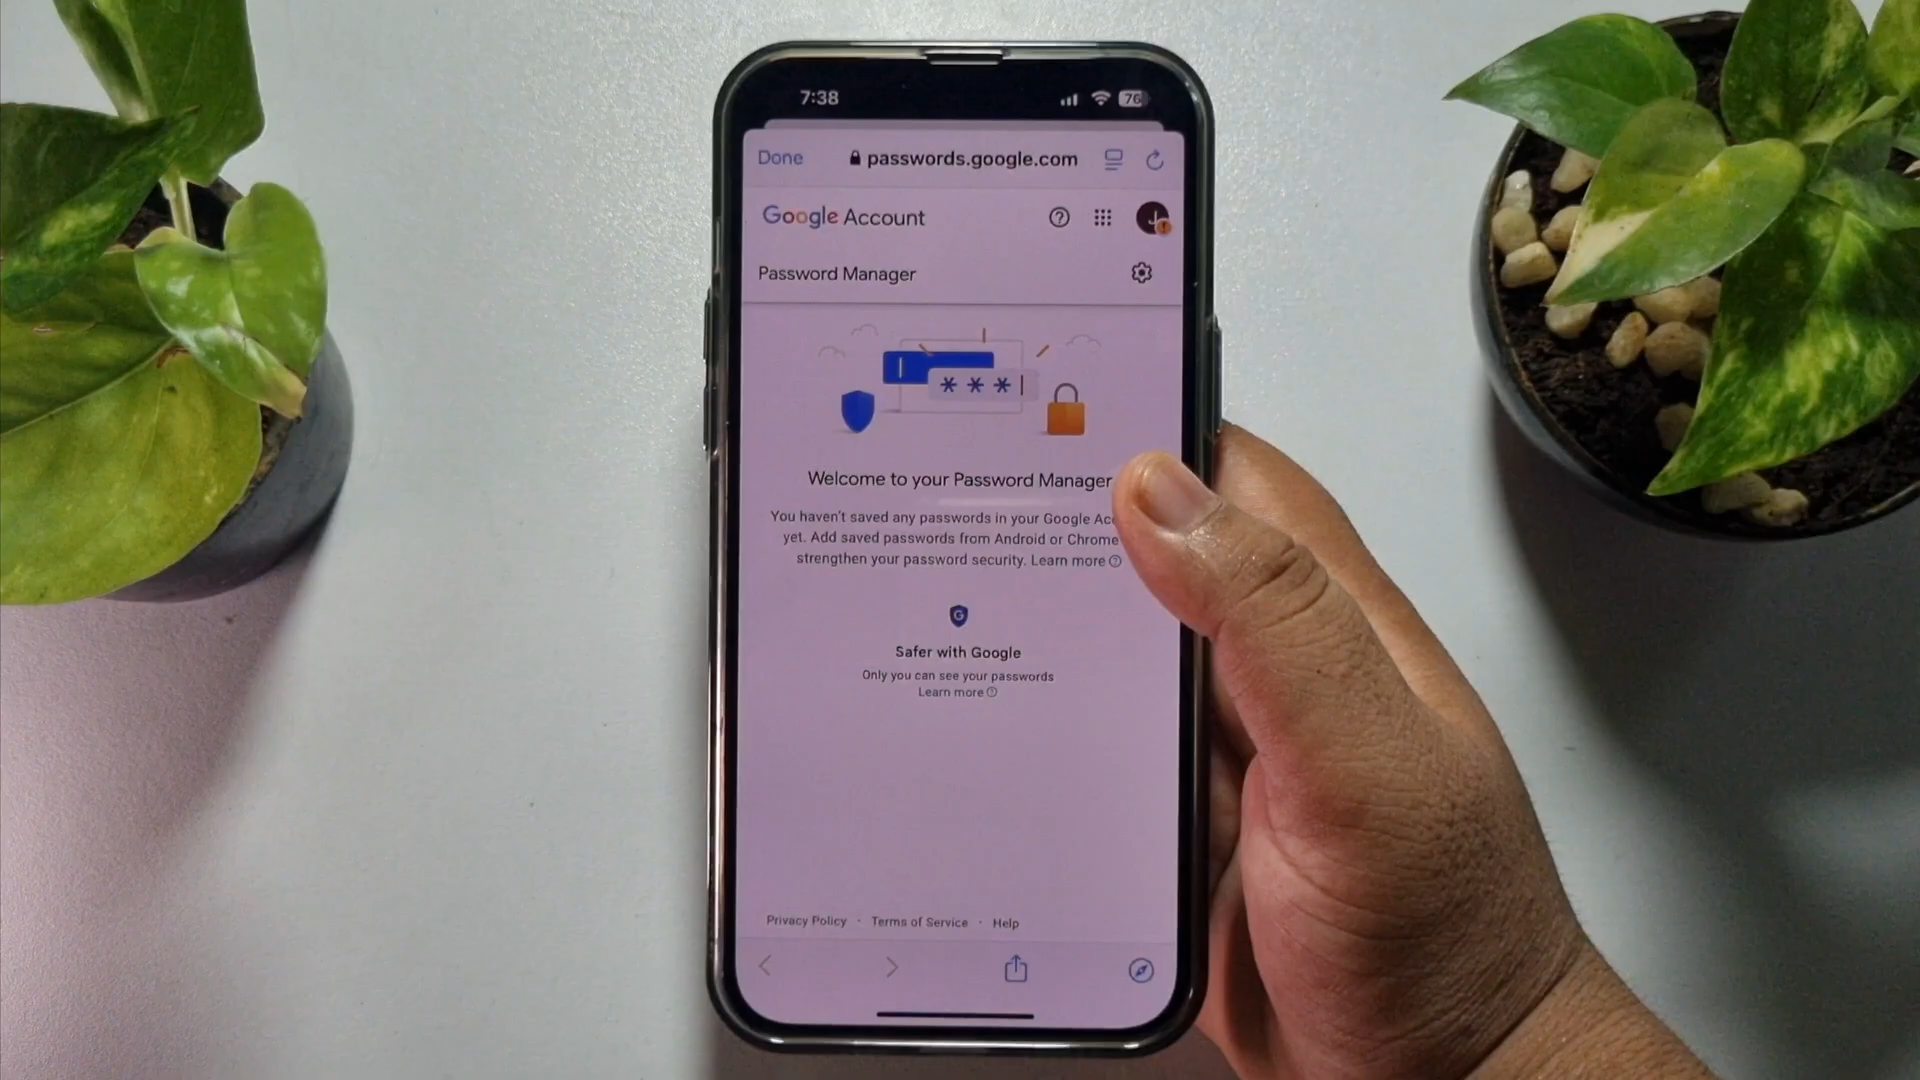 7:38
76
Done passwords.google.com
Google Account
J
Password Manager
***
Welcome to your Password Manager
You haven't saved any passwords in your Google
yet. Add saved passwords from Android or Chrome
strengthen your password security. Learn more
G
Safer with Google
Only you can see your passwords
Learn more
Privacy Policy · Terms of Service · Help